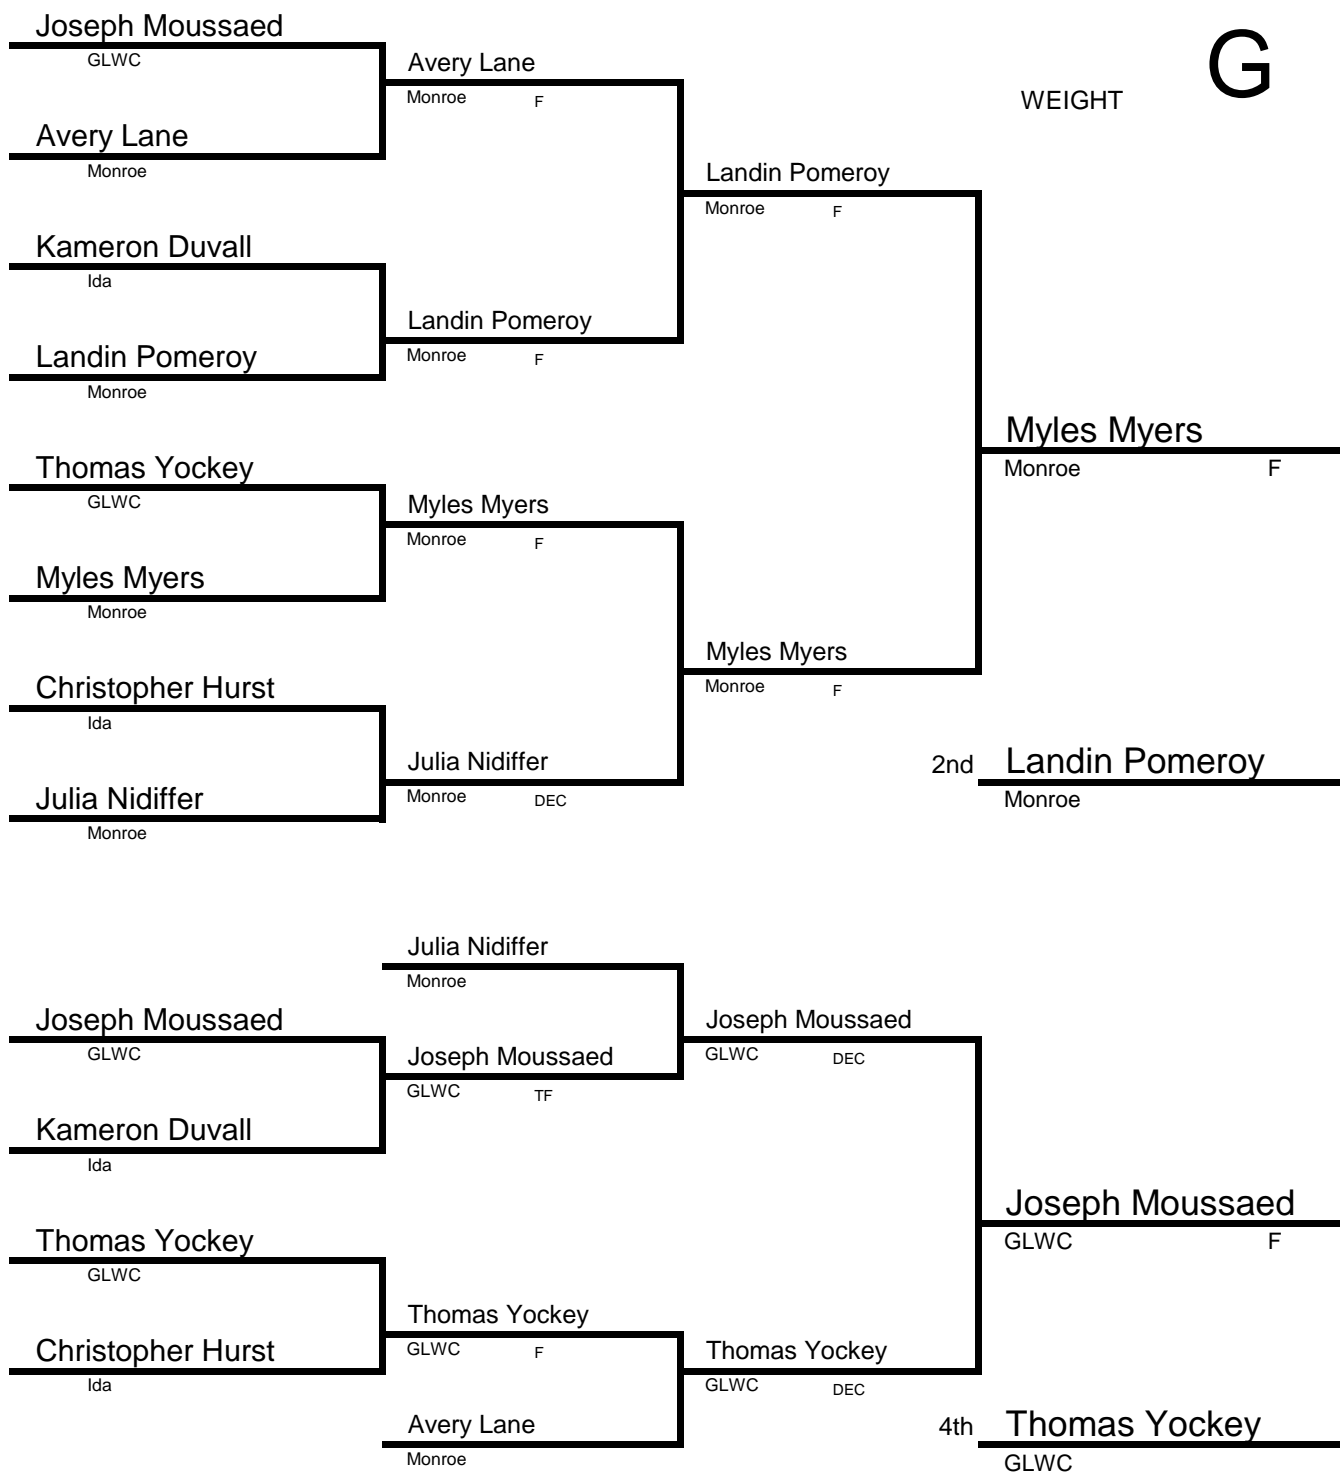 Joseph Moussaed
GLWC
Avery Lane
Monroe F
WEIGHT G
Avery Lane
Monroe
Landin Pomeroy
Monroe F
Kameron Duvall
Ida
Landin Pomeroy
Monroe F
Landin Pomeroy
Monroe
Myles Myers
Monroe F
Thomas Yockey
GLWC
Myles Myers
Monroe F
Myles Myers
Monroe
Myles Myers
Monroe F
Christopher Hurst
Ida
Julia Nidiffer
Monroe DEC
2nd Landin Pomeroy
Monroe
Julia Nidiffer
Monroe
Julia Nidiffer
Monroe
Joseph Moussaed
GLWC
Joseph Moussaed
GLWC DEC
Joseph Moussaed
GLWC TF
Kameron Duvall
Ida
Joseph Moussaed
GLWC F
Thomas Yockey
GLWC
Thomas Yockey
GLWC F
Christopher Hurst
Ida
Thomas Yockey
GLWC DEC
Avery Lane
Monroe
4th Thomas Yockey
GLWC